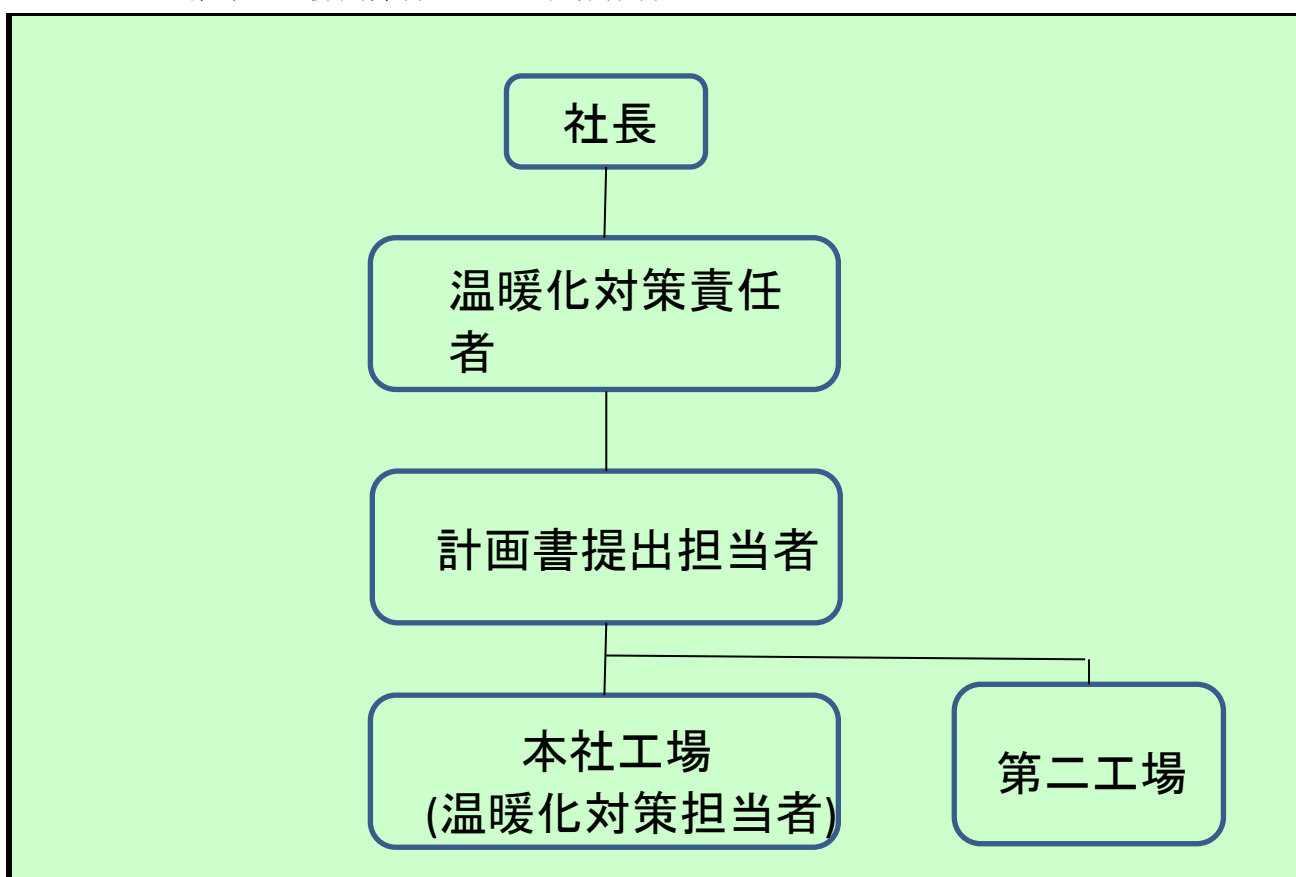 社長
温暖化対策責任
者
計画書提出担当者
本社工場
(温暖化対策担当者)
第二工場